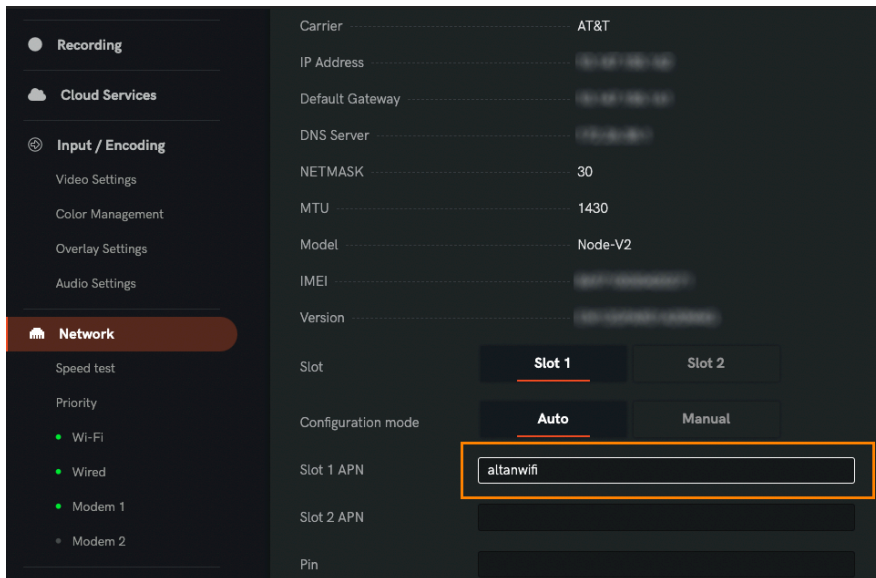 Recording
Cloud Services
Input / Encoding
Video Settings
Color Management
Overlay Settings
Audio Settings
Network
Speed test
Priority
Wi-Fi
Wired
Modem 1
Modem 2
Carrier AT&T
IP Address
Default Gateway
DNS Server
NETMASK 30
MTU 1430
Model Node-V2
IMEI
Version
Slot Slot 1 Slot 2
Configuration mode Auto Manual
Slot 1 APN altanwifi
Slot 2 APN
Pin